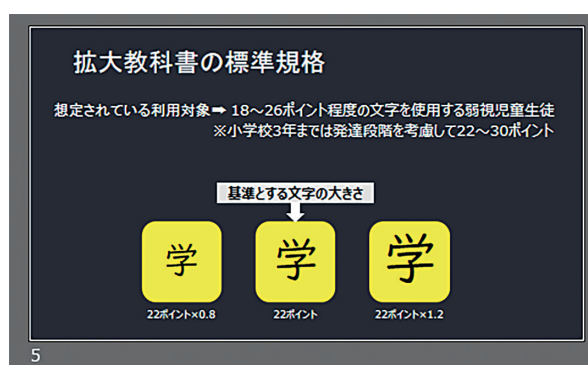 拡大教科書の標準規格
想定されている利用対象➡ 18～26ポイント程度の文字を使用する弱視児童生徒
※小学校3年までは発達段階を考慮して22～30ポイント
基準とする文字の大きさ
学 学 学
22ポイント×0.8 22ポイント 22ポイント×1.2
5